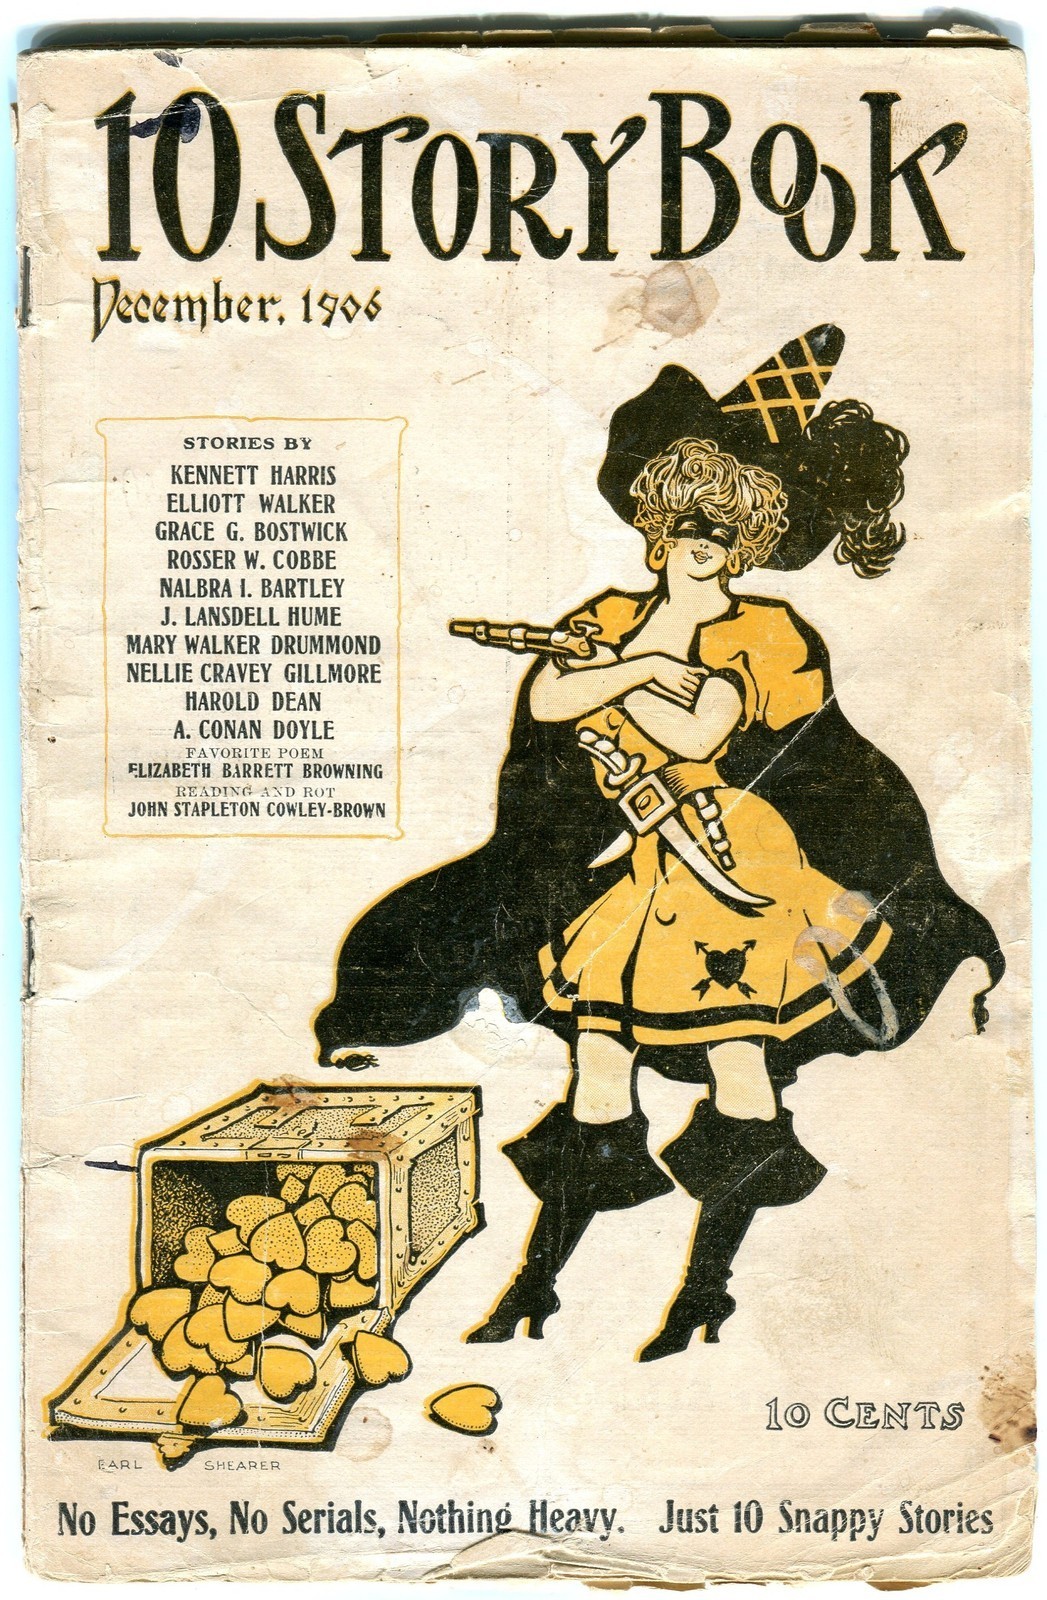 10 STORY BOOK
December, 1906
STORIES BY
KENNETT HARRIS
ELLIOTT WALKER
GRACE G. BOSTWICK
ROSSER W. COBBE
NALBRA I. BARTLEY
J. LANSDELL HUME
MARY WALKER DRUMMOND
NELLIE CRAVEY GILLMORE
HAROLD DEAN
A. CONAN DOYLE
FAVORITE POEM
ELIZABETH BARRETT BROWNING
READING AND ROT
JOHN STAPLETON COWLEY-BROWN
10 CENTS
EARL SHEARER
No Essays, No Serials, Nothing Heavy. Just 10 Snappy Stories